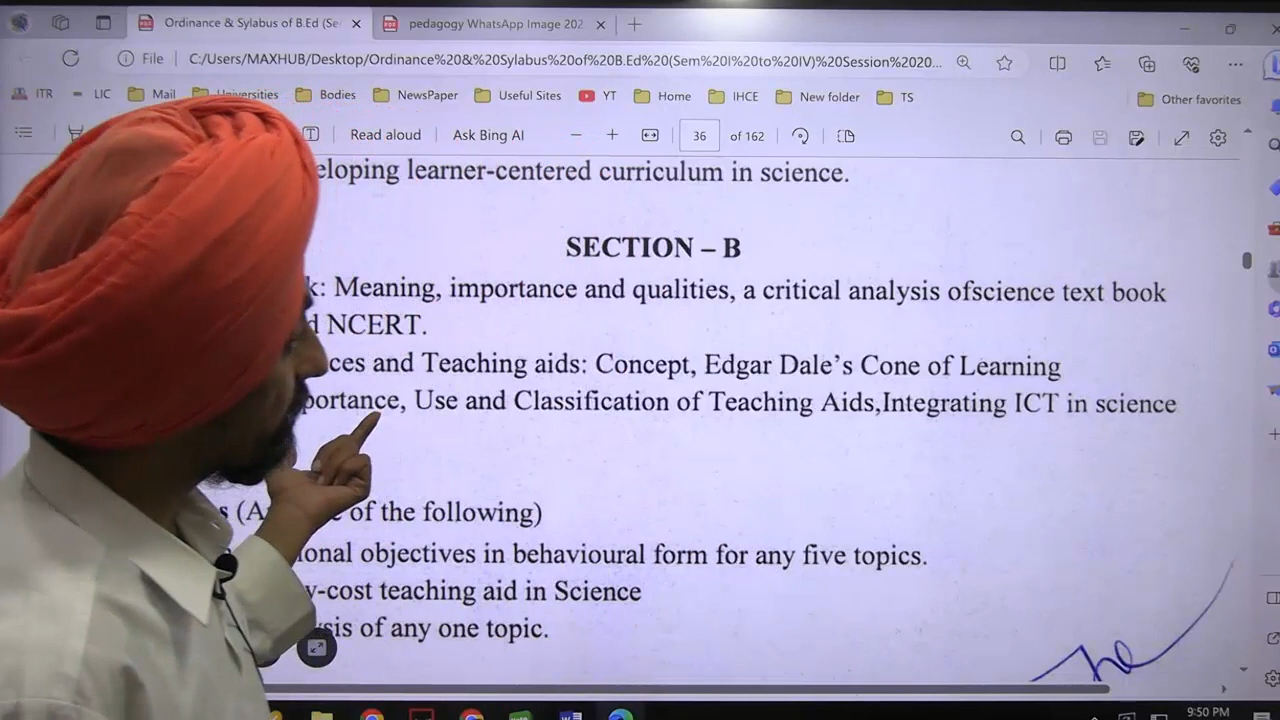 Ordinance & Sylabus of B.Ed (Se
pedagogy WhatsApp Image 202
File
C:/Users/MAXHUB/Desktop/Ordinance%20&%20Sylabus%20of%20B.Ed%20(Sem%20I%20to%20IV)%20Session%2020...
ITR LIC Mail Bodies NewsPaper Useful Sites YT Home IHCE New folder TS Other favorites
Read aloud Ask Bing AI 36 of 162
eloping learner-centered curriculum in science.
SECTION – B
k: Meaning, importance and qualities, a critical analysis ofscience text book
NCERT.
ces and Teaching aids: Concept, Edgar Dale's Cone of Learning
portance, Use and Classification of Teaching Aids,Integrating ICT in science
of the following)
ional objectives in behavioural form for any five topics.
-cost teaching aid in Science
sis of any one topic.
9:50 PM